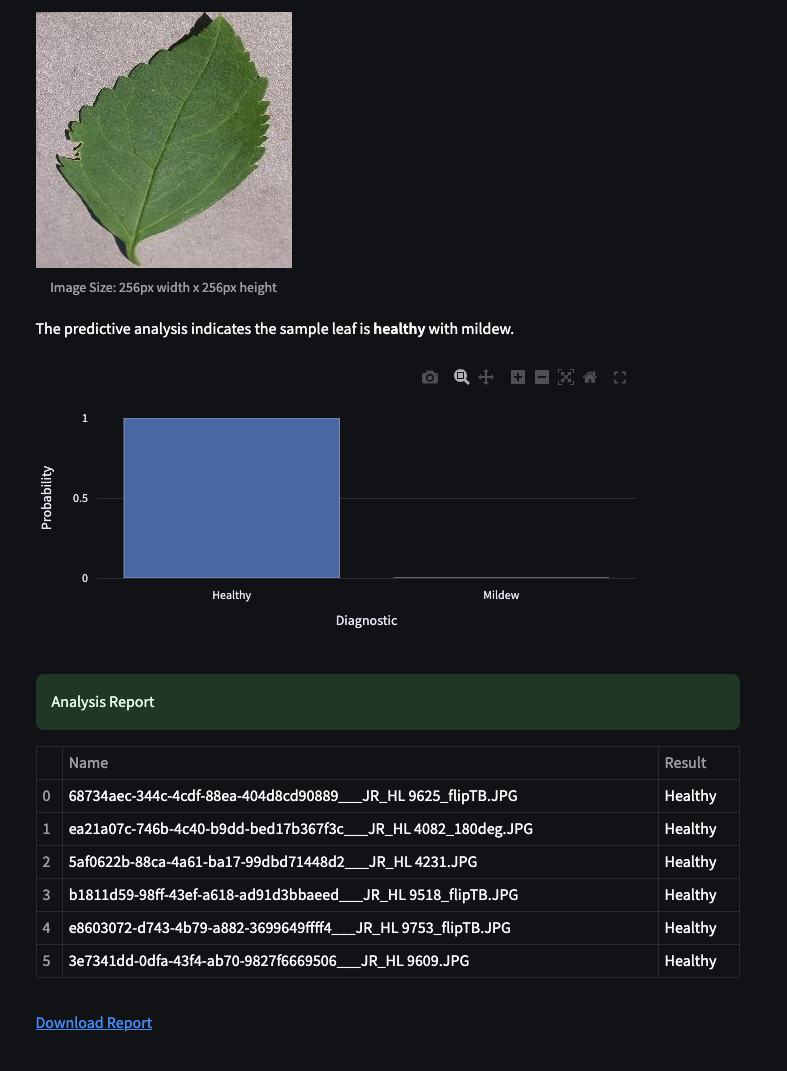 Image Size: 256px width x 256px height
The predictive analysis indicates the sample leaf is healthy with mildew.
1
0.5
0
Probability
Healthy
Mildew
Diagnostic
Analysis Report
Name Result
0 68734aec-344c-4cdf-88ea-404d8cd90889___JR_HL 9625_flipTB.JPG Healthy
1 ea21a07c-746b-4c40-b9dd-bed17b367f3c___JR_HL 4082_180deg.JPG Healthy
2 5af0622b-88ca-4a61-ba17-99dbd71448d2___JR_HL 4231.JPG Healthy
3 b1811d59-98ff-43ef-a618-ad91d3bbaeed___JR_HL 9518_flipTB.JPG Healthy
4 e8603072-d743-4b79-a882-3699649ffff4___JR_HL 9753_flipTB.JPG Healthy
5 3e7341dd-0dfa-43f4-ab70-9827f6669506___JR_HL 9609.JPG Healthy
Download Report